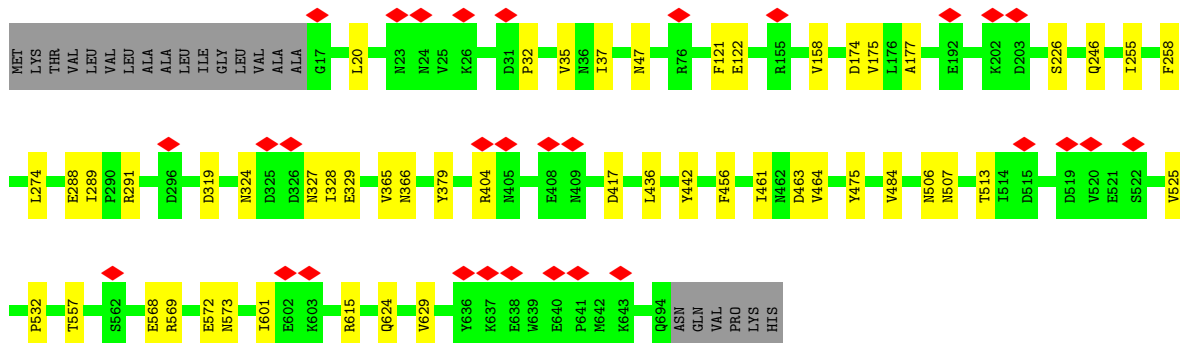 MET LYS THR VAL LEU VAL LEU ALA ALA LEU ILE GLY LEU VAL ALA ALA G17 L20 N23 N24 V25 K26 D31 P32 V35 N36 I37 N47 R76 F121 E122 R155 V158 D174 V175 L176 A177 E192 K202 D203 S226 Q246 I255 F258
L274 E288 I289 P290 R291 D296 D319 N324 D325 D326 N327 I328 E329 V365 N366 Y379 R404 N405 E408 N409 D417 L436 Y442 F456 I461 N462 D463 V464 Y475 V484 N506 N507 T513 I514 D515 D519 V520 E521 S522 V525
P532 T557 S562 E568 R569 E572 N573 I601 E602 K603 R615 Q624 V629 Y636 K637 E638 W639 E640 P641 M642 K643 Q694 ASN GLN VAL PRO LYS HIS